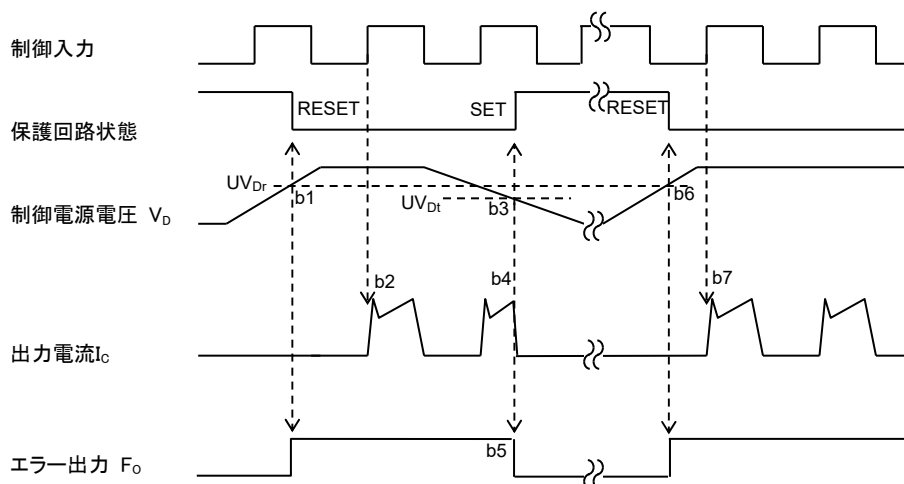 制御入力
RESET
SET
RESET
保護回路状態
UVDr
b1
b6
UVDt
b3
制御電源電圧 VD
b2
b4
b7
出力電流IC
b5
エラー出力 FO